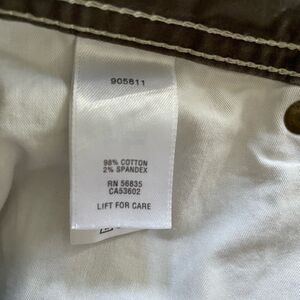 905811
98% COTTON
2% SPANDEX
RN 56835
CA53602
LIFT FOR CARE